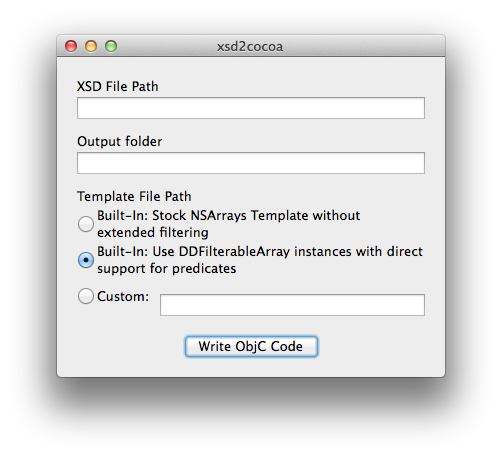 xsd2cocoa
XSD File Path
Output folder
Template File Path
Built-In: Stock NSArrays Template without
extended filtering
Built-In: Use DDFilterableArray instances with direct
support for predicates
Custom:
Write ObjC Code